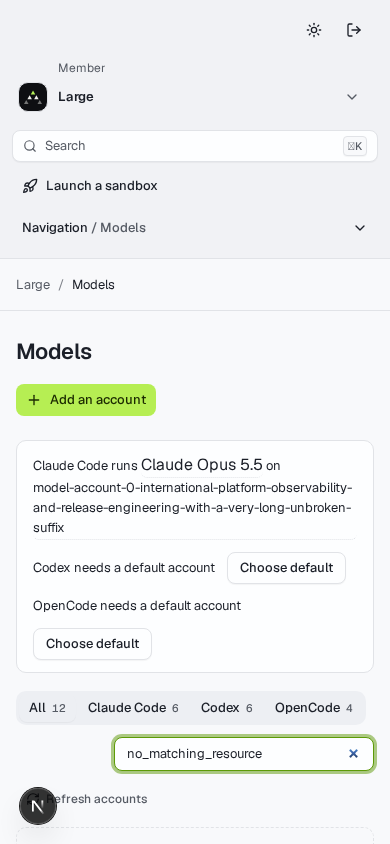 Member
Large
Search
K
Launch a sandbox
Navigation / Models
Large / Models
Models
Add an account
Claude Code runs Claude Opus 5.5 on
model-account-0-international-platform-observability-
and-release-engineering-with-a-very-long-unbroken-
suffix
Codex needs a default account Choose default
OpenCode needs a default account
Choose default
All 12 Claude Code 6 Codex 6 OpenCode 4
no_matching_resource
N Refresh accounts